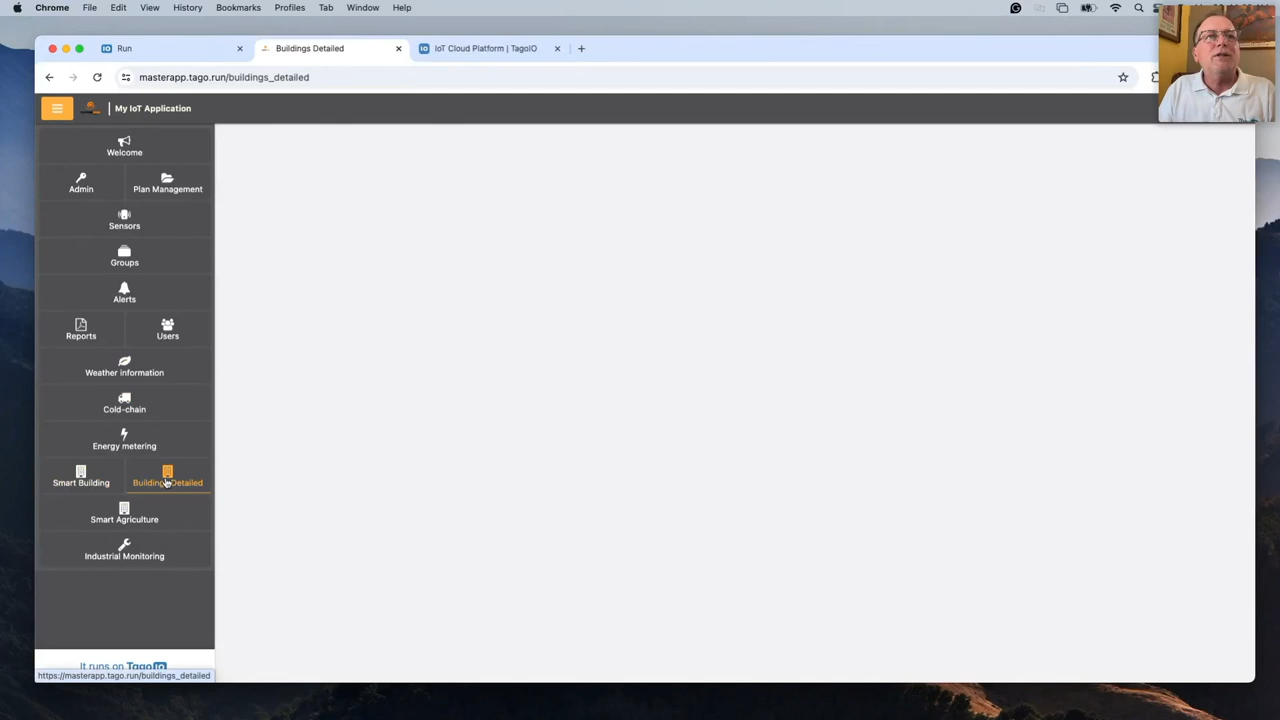 Chrome File Edit View History Bookmarks Profiles Tab Window Help
Run
Buildings Detailed
IoT Cloud Platform | TagoIO
masterapp.tago.run/buildings_detailed
My IoT Application
Welcome
Admin
Plan Management
Sensors
Groups
Alerts
Reports
Users
Weather information
Cold-chain
Energy metering
Smart Building
Buildings Detailed
Smart Agriculture
Industrial Monitoring
It runs on TagoIO
https://masterapp.tago.run/buildings_detailed